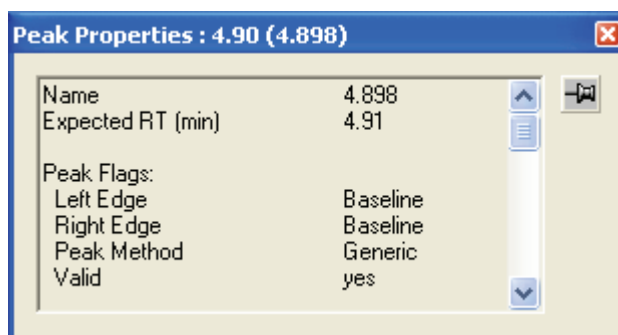 Peak Properties : 4.90 (4.898)
Name 4.898
Expected RT (min) 4.91
Peak Flags:
Left Edge Baseline
Right Edge Baseline
Peak Method Generic
Valid yes